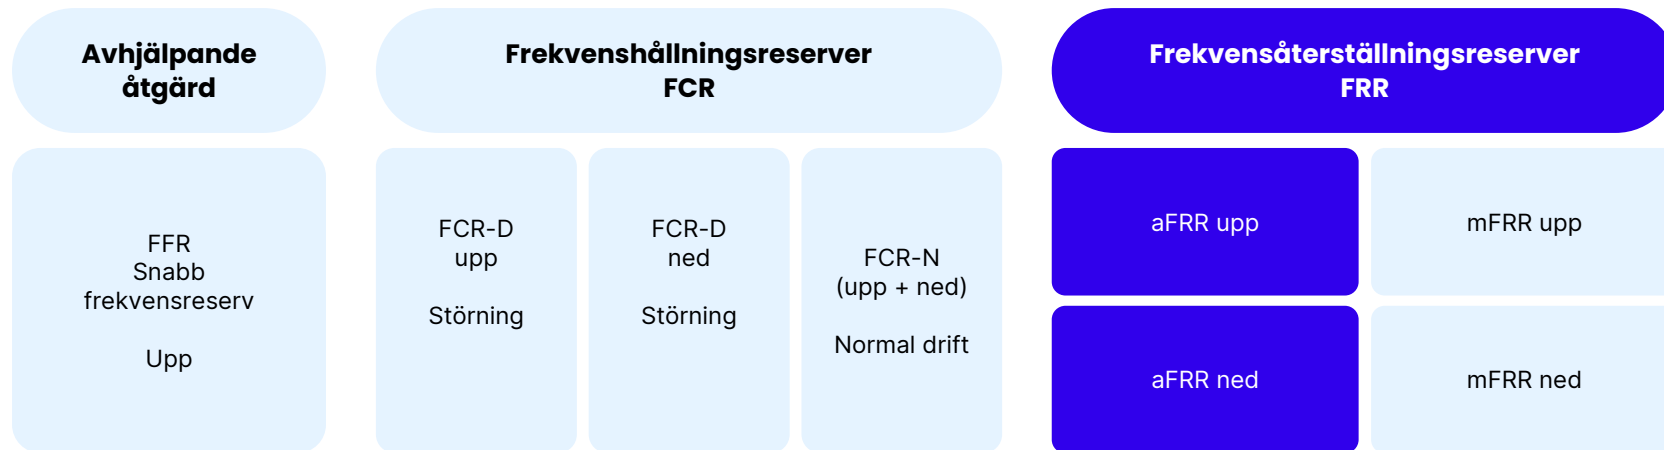 Avhjälpande
åtgärd
Frekvenshållningsreserver
FCR
Frekvensåterställningsreserver
FRR
FFR
Snabb
frekvensreserv
Upp
FCR-D
upp
Störning
FCR-D
ned
Störning
FCR-N
(upp + ned)
Normal drift
aFRR upp
mFRR upp
aFRR ned
mFRR ned